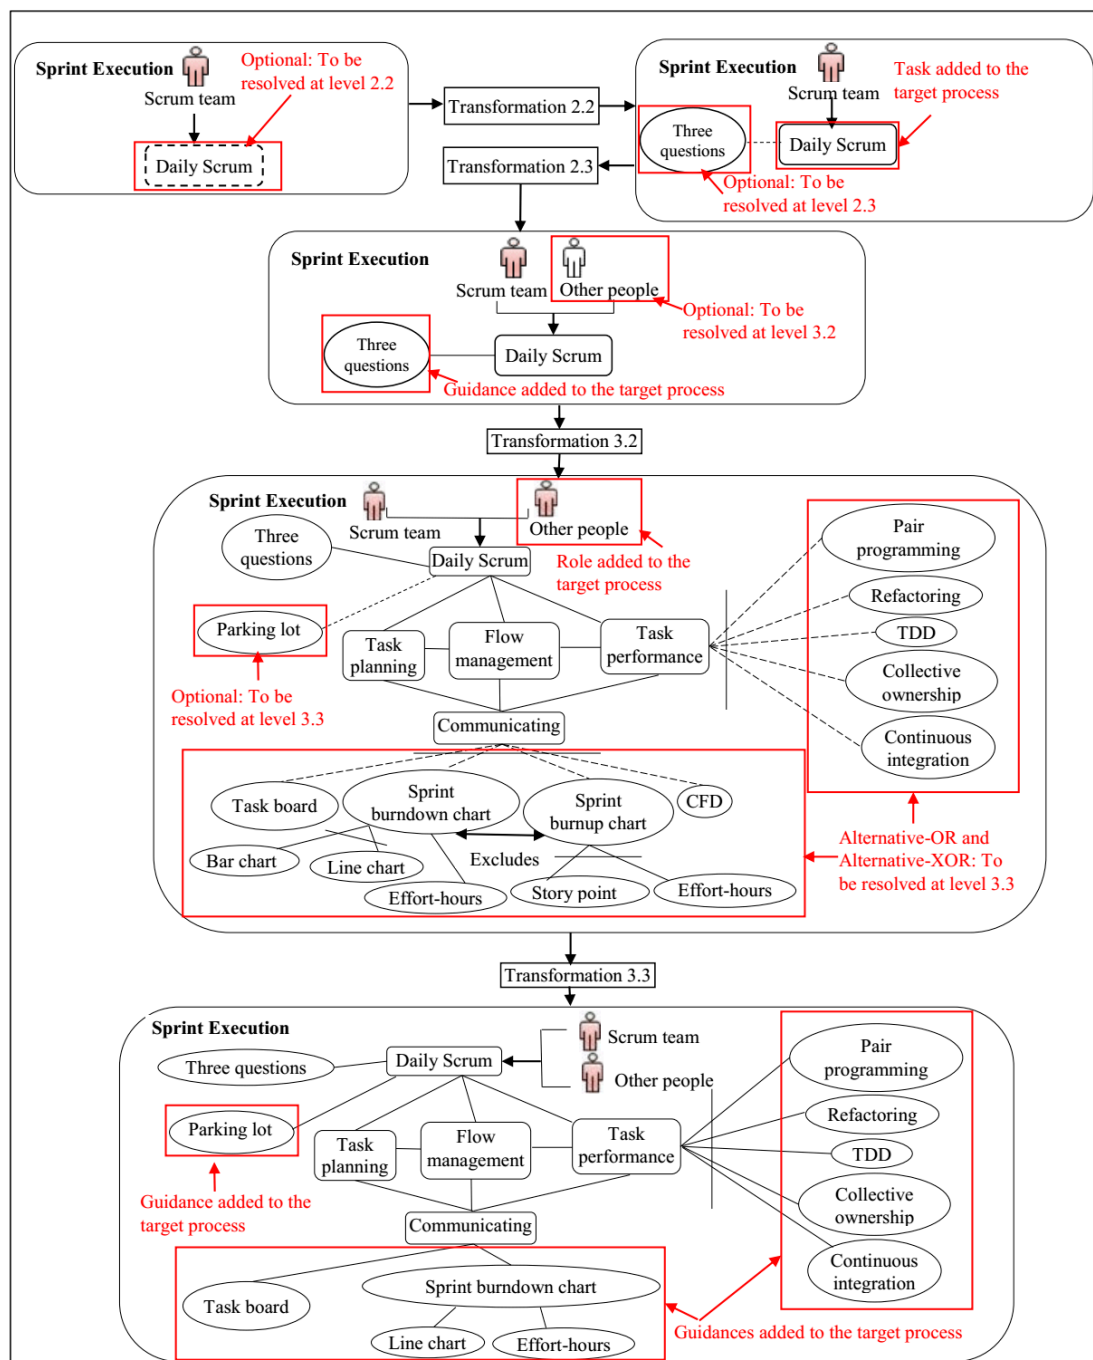 Sprint Execution
Scrum team
Daily Scrum
Optional: To be
resolved at level 2.2
Transformation 2.2
Sprint Execution
Scrum team
Task added to the
target process
Three
questions
Daily Scrum
Optional: To be
resolved at level 2.3
Transformation 2.3
Sprint Execution
Scrum team
Other people
Optional: To be
resolved at level 3.2
Three
questions
Daily Scrum
Guidance added to the target process
Transformation 3.2
Sprint Execution
Scrum team
Other people
Role added to the
target process
Three
questions
Daily Scrum
Parking lot
Optional: To be
resolved at level 3.3
Task
planning
Flow
management
Task
performance
Communicating
Pair
programming
Refactoring
TDD
Collective
ownership
Continuous
integration
Task board
Sprint
burndown chart
Sprint
burnup chart
CFD
Bar chart
Line chart
Excludes
Effort-hours
Story point
Effort-hours
Alternative-OR and
Alternative-XOR: To
be resolved at level 3.3
Transformation 3.3
Sprint Execution
Scrum team
Other people
Three questions
Daily Scrum
Parking lot
Guidance added to the
target process
Task
planning
Flow
management
Task
performance
Communicating
Pair
programming
Refactoring
TDD
Collective
ownership
Continuous
integration
Task board
Sprint burndown chart
Line chart
Effort-hours
Guidances added to the target process